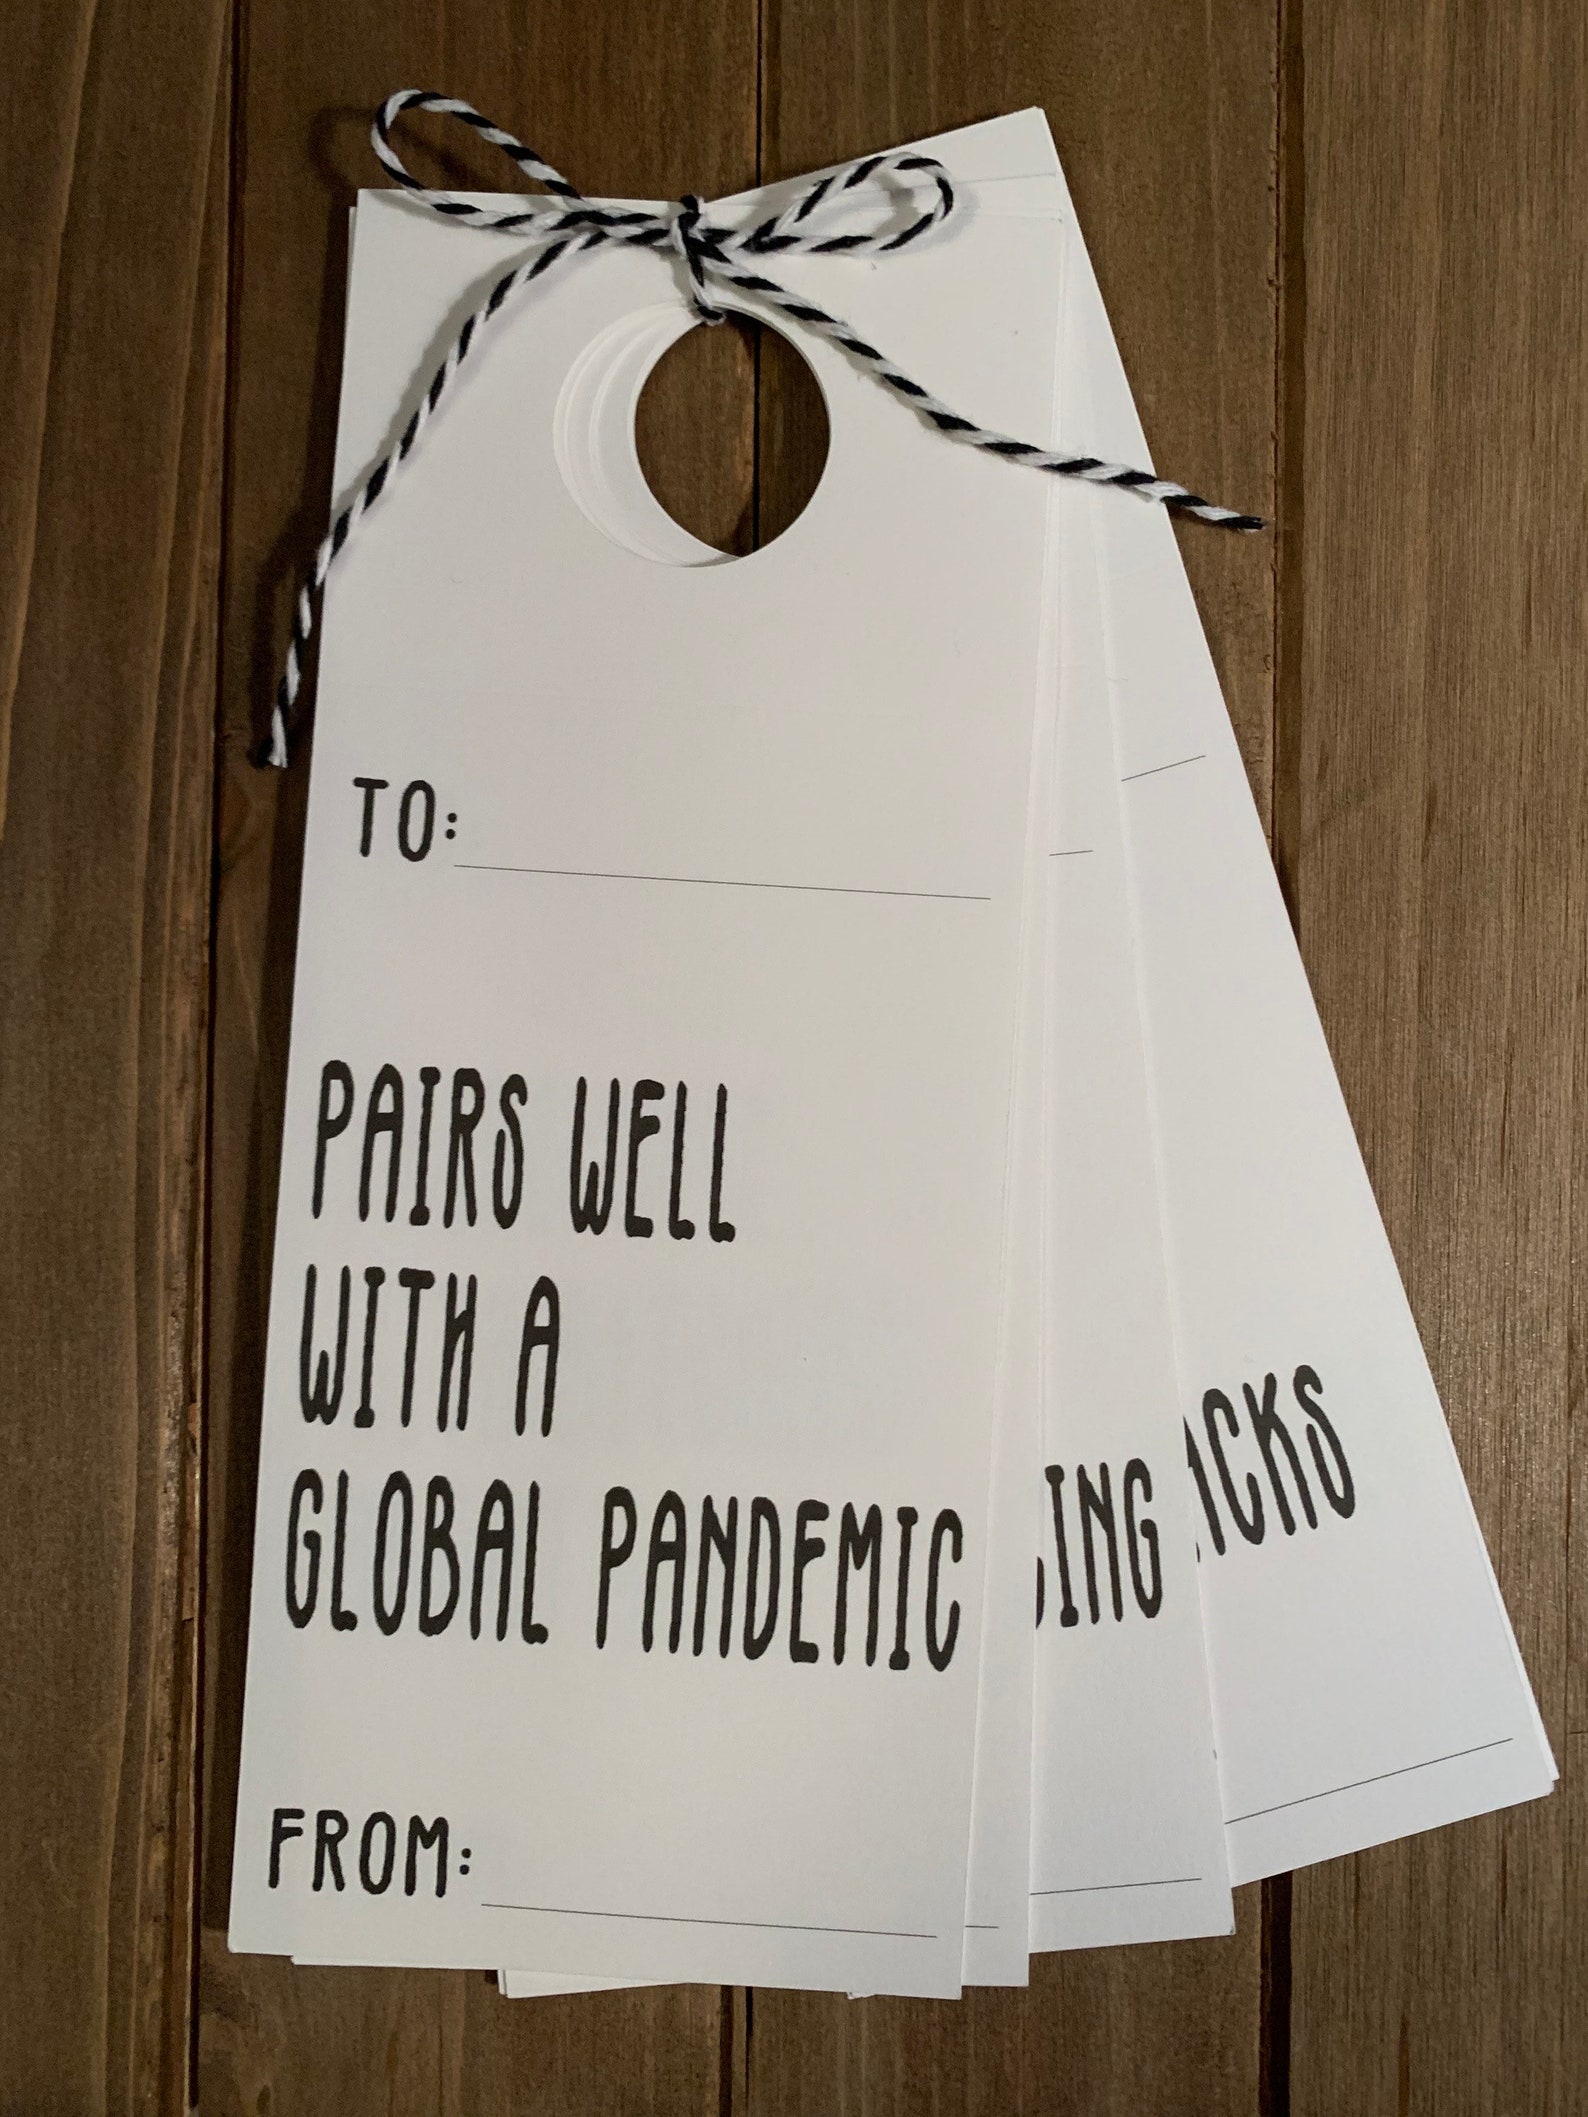 TO:
PAIRS WELL
WITH A
GLOBAL PANDEMIC
FROM: